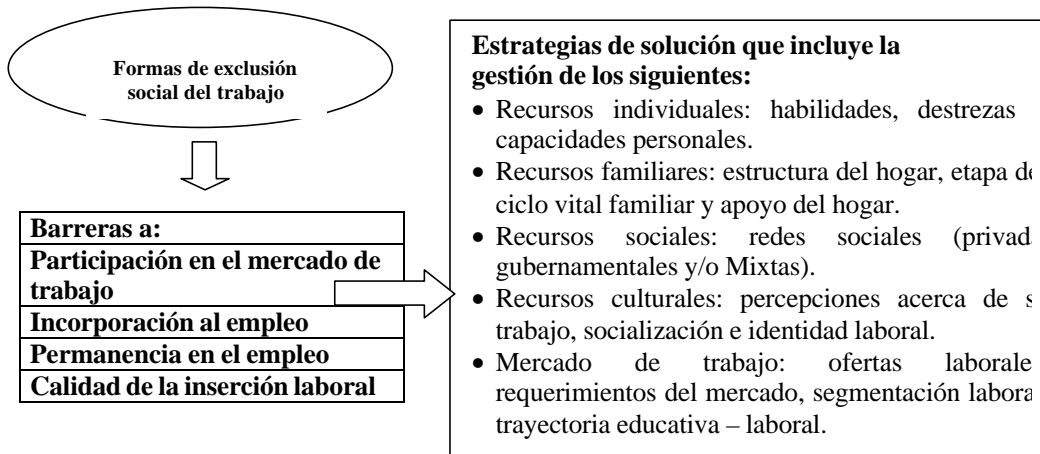 Formas de exclusión
social del trabajo
Barreras a:
Participación en el mercado de
trabajo
Incorporación al empleo
Permanencia en el empleo
Calidad de la inserción laboral
Estrategias de solución que incluye la
gestión de los siguientes:
• Recursos individuales: habilidades, destrezas
capacidades personales.
• Recursos familiares: estructura del hogar, etapa de
ciclo vital familiar y apoyo del hogar.
• Recursos sociales: redes sociales (privad
gubernamentales y/o Mixtas).
• Recursos culturales: percepciones acerca de s
trabajo, socialización e identidad laboral.
• Mercado de trabajo: ofertas laborale
requerimientos del mercado, segmentación labora
trayectoria educativa – laboral.